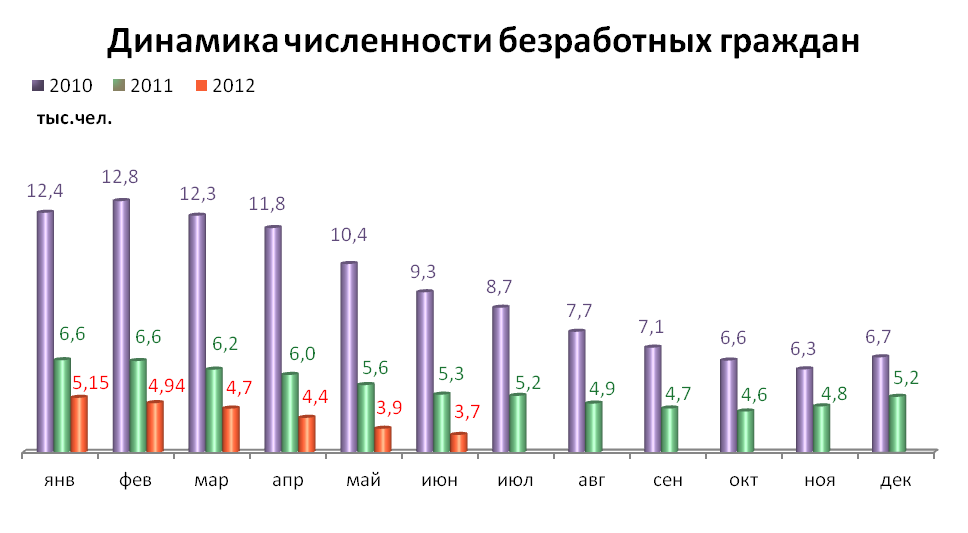 Динамика численности безработных граждан
2010 2011 2012
тыс.чел.
12,4 12,8 12,3 11,8 10,4 9,3 8,7 7,7 7,1 6,6 6,3 6,7
6,6 6,6 6,2 6,0 5,6 5,3 5,2 4,9 4,7 4,6 4,8 5,2
5,15 4,94 4,7 4,4 3,9 3,7
янв фев мар апр май июн июл авг сен окт ноя дек